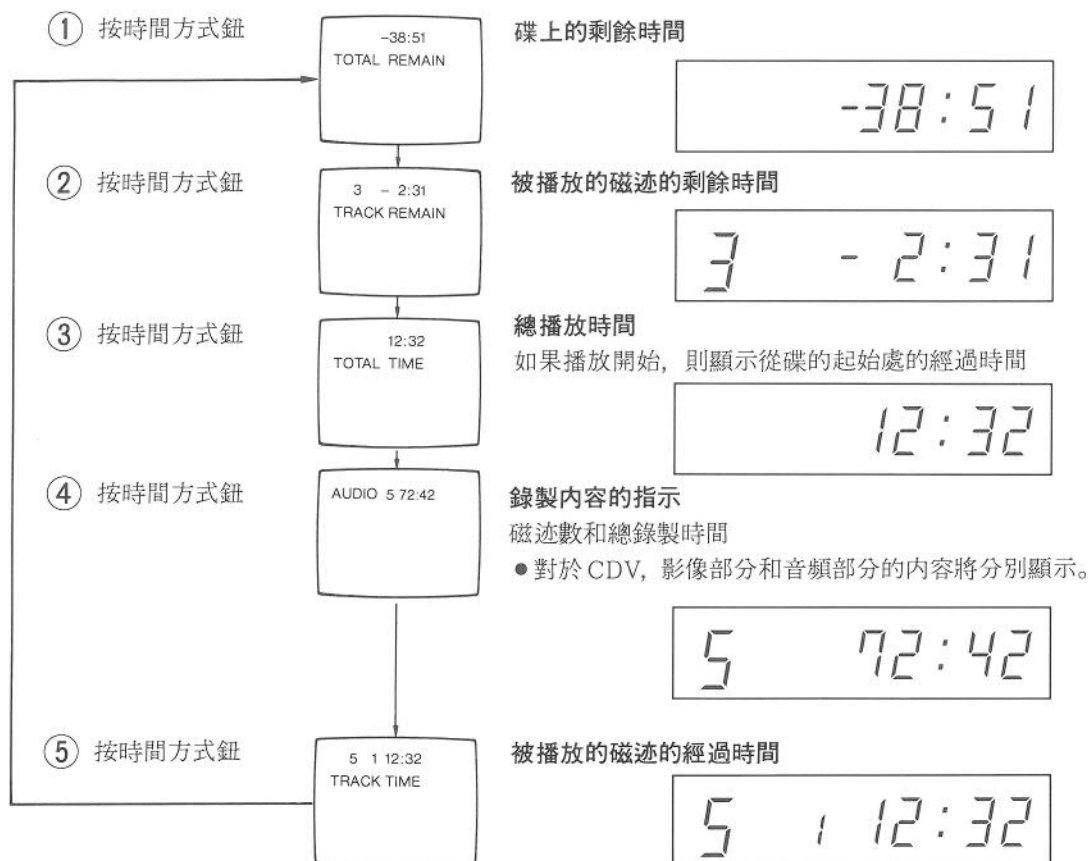 ① 按時間方式鈕
-38:51
TOTAL REMAIN
碟上的剩餘時間
-38:51
② 按時間方式鈕
3 - 2:31
TRACK REMAIN
被播放的磁迹的剩餘時間
3 - 2:31
③ 按時間方式鈕
12:32
TOTAL TIME
總播放時間
如果播放開始，則顯示從碟的起始處的經過時間
12:32
④ 按時間方式鈕
AUDIO 5 72:42
錄製内容的指示
磁迹數和總錄製時間
●對於 CDV，影像部分和音頻部分的内容將分別顯示。
5 72:42
⑤ 按時間方式鈕
5 1 12:32
TRACK TIME
被播放的磁迹的經過時間
5 1 12:32